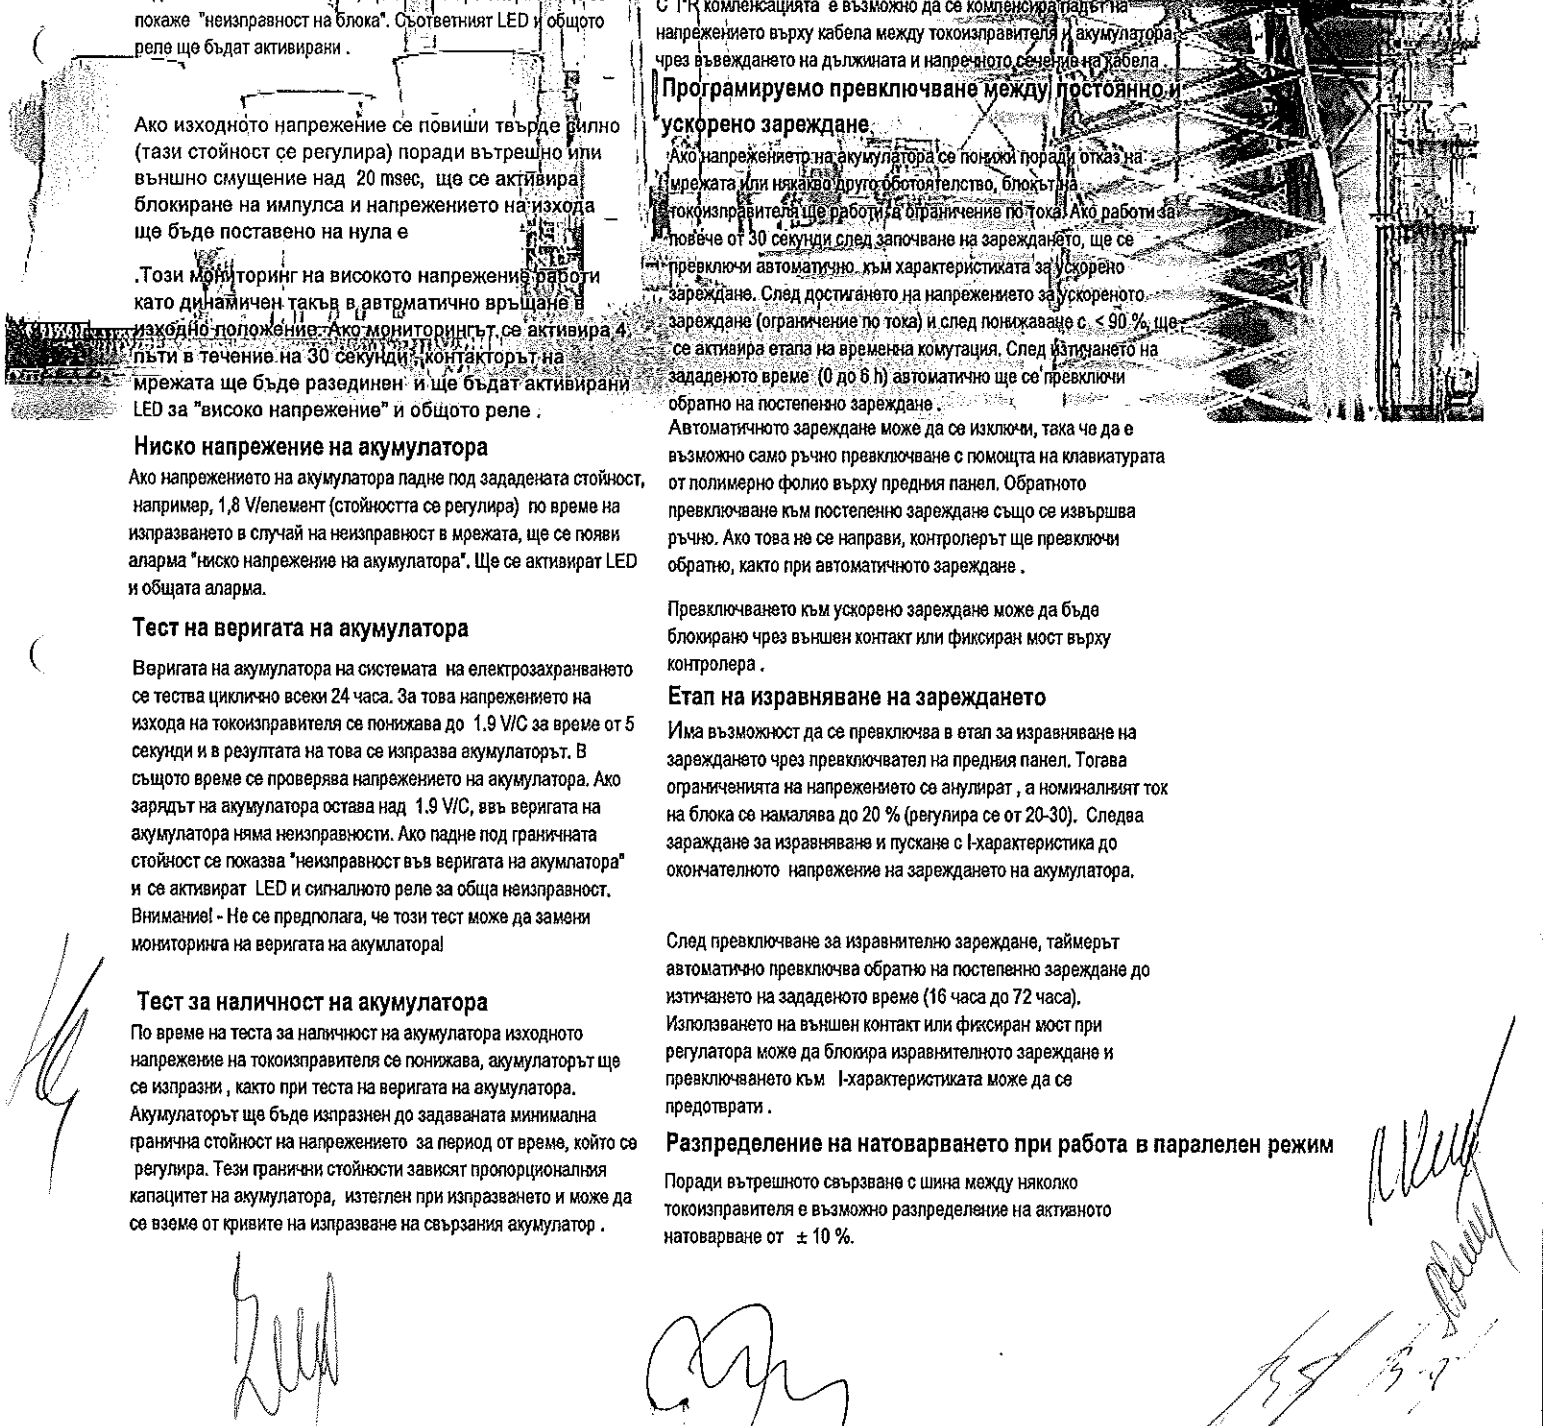 покаже "неизправност на блока". Съответният LED и общото
реле ще бъдат активирани .
Ако изходното напрежение се повиши твърде силно
(тази стойност се регулира) поради вътрешно или
външно смущение над 20 msec, ще се активира
блокиране на импулса и напрежението на изхода
ще бъде поставено на нула е
.Този мониторинг на високото напрежение работи
като динамичен такъв в автоматично връщане в
изходно положение. Ако мониторингът се активира 4
пъти в течение на 30 секунди , контакторът на
мрежата ще бъде разединен и ще бъдат активирани
LED за "високо напрежение" и общото реле .
Ниско напрежение на акумулатора
Ако напрежението на акумулатора падне под зададената стойност,
например, 1,8 V/елемент (стойността се регулира) по време на
изпразването в случай на неизправност в мрежата, ще се появи
аларма "ниско напрежение на акумулатора". Ще се активират LED
и общата аларма.
Тест на веригата на акумулатора
Веригата на акумулатора на системата на електрозахранването
се тества циклично всеки 24 часа. За това напрежението на
изхода на токоизправителя се понижава до 1.9 V/C за време от 5
секунди и в резултата на това се изпразва акумулаторът. В
същото време се проверява напрежението на акумулатора. Ако
зарядът на акумулатора остава над 1.9 V/C, във веригата на
акумулатора няма неизправности. Ако падне под граничната
стойност се показва "неизправност във веригата на акумлатора"
и се активират LED и сигналното реле за обща неизправност.
Внимание! - Не се предполага, че този тест може да замени
мониторинга на веригата на акумлатора!
Тест за наличност на акумулатора
По време на теста за наличност на акумулатора изходното
напрежение на токоизправителя се понижава, акумулаторът ще
се изпразни , както при теста на веригата на акумулатора.
Акумулаторът ще бъде изпразнен до задаваната минимална
гранична стойност на напрежението за период от време, който се
регулира. Тези гранични стойности зависят пропорционалния
капацитет на акумулатора, изтеглен при изпразването и може да
се вземе от кривите на изпразване на свързания акумулатор .
С I*R компенсацията е възможно да се компенсира падът на
напрежението върху кабела между токоизправителя и акумулатора
чрез въвеждането на дължината и напречното сечение на кабела .
Програмируемо превключване между постоянно и
ускорено зареждане
Ако напрежението на акумулатора се понижи поради отказ на
мрежата или някакво друго обстоятелство, блокът на
токоизправителя ще работи в ограничение по тока. Ако работи за
повече от 30 секунди след започване на зареждането, ще се
превключи автоматично към характеристиката за ускорено
зареждане. След достигането на напрежението за ускореното
зареждане (ограничение по тока) и след понижаваце с < 90 %, ще
се активира етапа на временна комутация. След изтичането на
зададеното време (0 до 6 h) автоматично ще се превключи
обратно на постепенно зареждане .
Автоматичното зареждане може да се изключи, така че да е
възможно само ръчно превключване с помощта на клавиатурата
от полимерно фолио върху предния панел. Обратното
превключване към постепенно зареждане също се извършва
ръчно. Ако това не се направи, контролерът ще превключи
обратно, както при автоматичното зареждане .
Превключването към ускорено зареждане може да бъде
блокирано чрез външен контакт или фиксиран мост върху
контролера .
Етап на изравняване на зареждането
Има възможност да се превключва в етап за изравняване на
зареждането чрез превключвател на предния панел. Тогава
ограниченията на напрежението се анулират , а номиналният ток
на блока се намалява до 20 % (регулира се от 20-30). Следва
зараждане за изравняване и пускане с I-характеристика до
окончателното напрежение на зареждането на акумулатора.
След превключване за изравнително зареждане, таймерът
автоматично превключва обратно на постепенно зареждане до
изтичането на зададеното време (16 часа до 72 часа).
Използването на външен контакт или фиксиран мост при
регулатора може да блокира изравнителното зареждане и
превключването към I-характеристиката може да се
предотврати .
Разпределение на натоварването при работа в паралелен режим
Поради вътрешното свързване с шина между няколко
токоизправителя е възможно разпределение на активното
натоварване от ± 10 %.